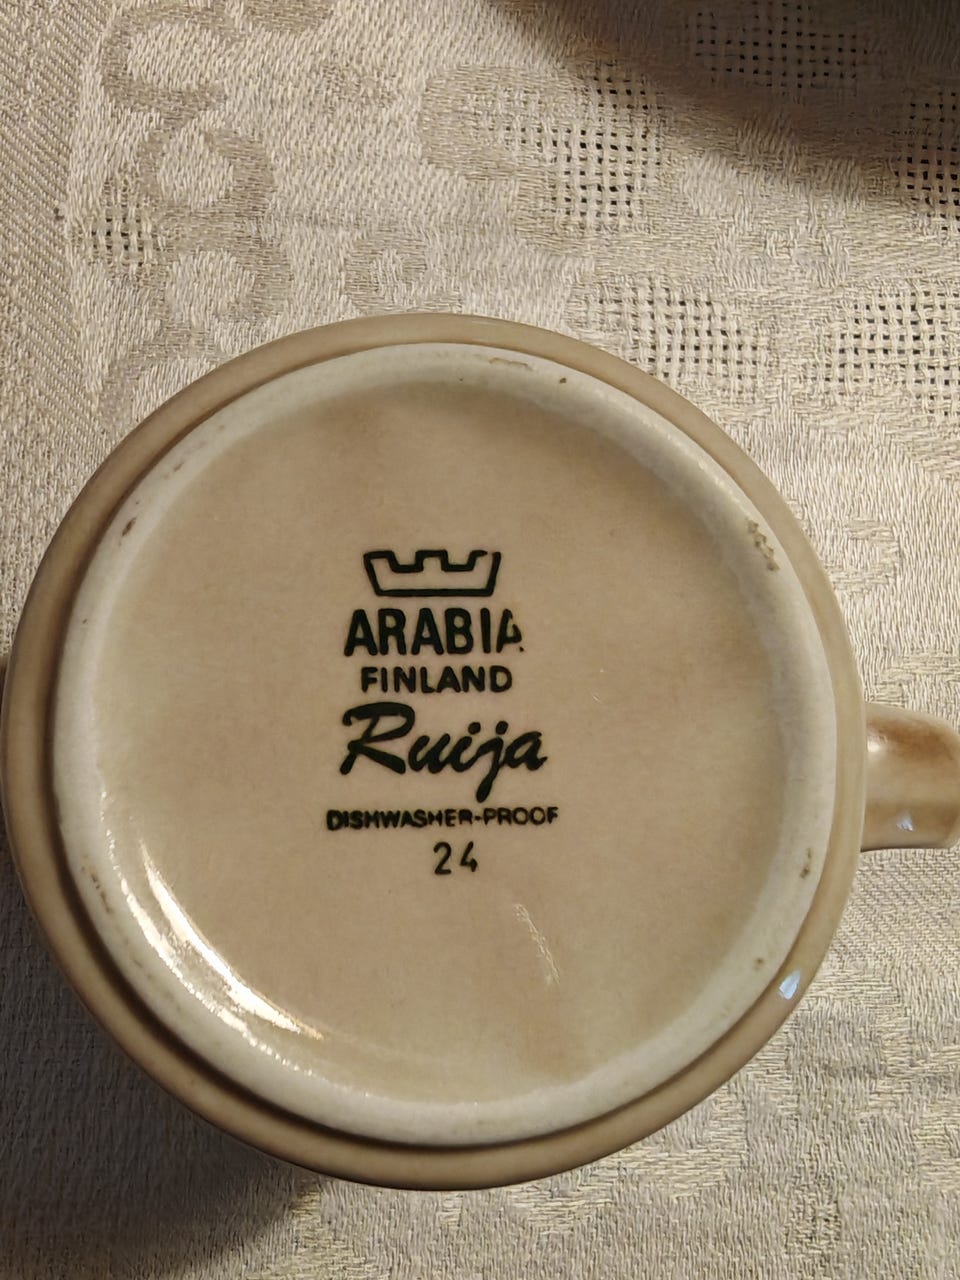 ARABIA
FINLAND
Ruija
DISHWASHER-PROOF
24